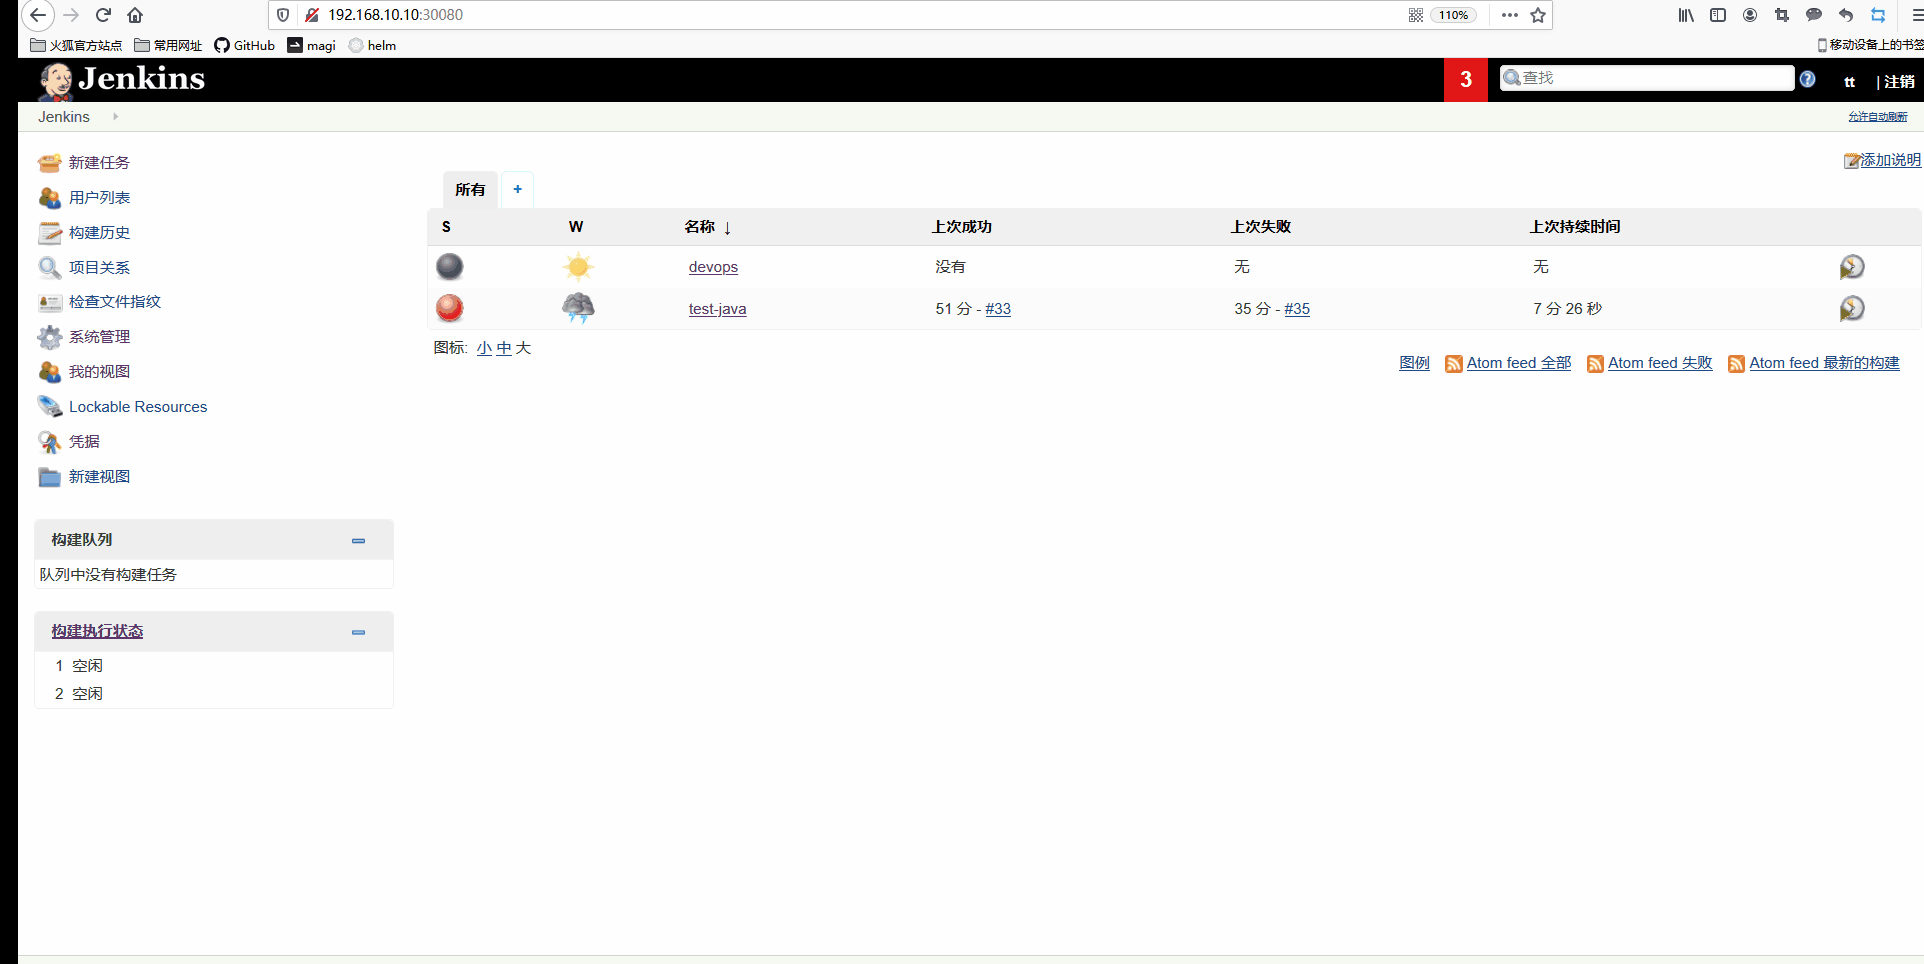 192.168.10.10:30080 110%
火狐官方站点 常用网址 GitHub magi helm 移动设备上的书签
Jenkins 3 查找 tt | 注销
Jenkins 允许自动刷新
添加说明
新建任务
用户列表
构建历史
项目关系
检查文件指纹
系统管理
我的视图
Lockable Resources
凭据
新建视图
所有 +
S W 名称 ↓ 上次成功 上次失败 上次持续时间
devops 没有 无 无
test-java 51 分 - #33 35 分 - #35 7 分 26 秒
图标: 小 中 大
图例 Atom feed 全部 Atom feed 失败 Atom feed 最新的构建
构建队列
队列中没有构建任务
构建执行状态
1 空闲
2 空闲